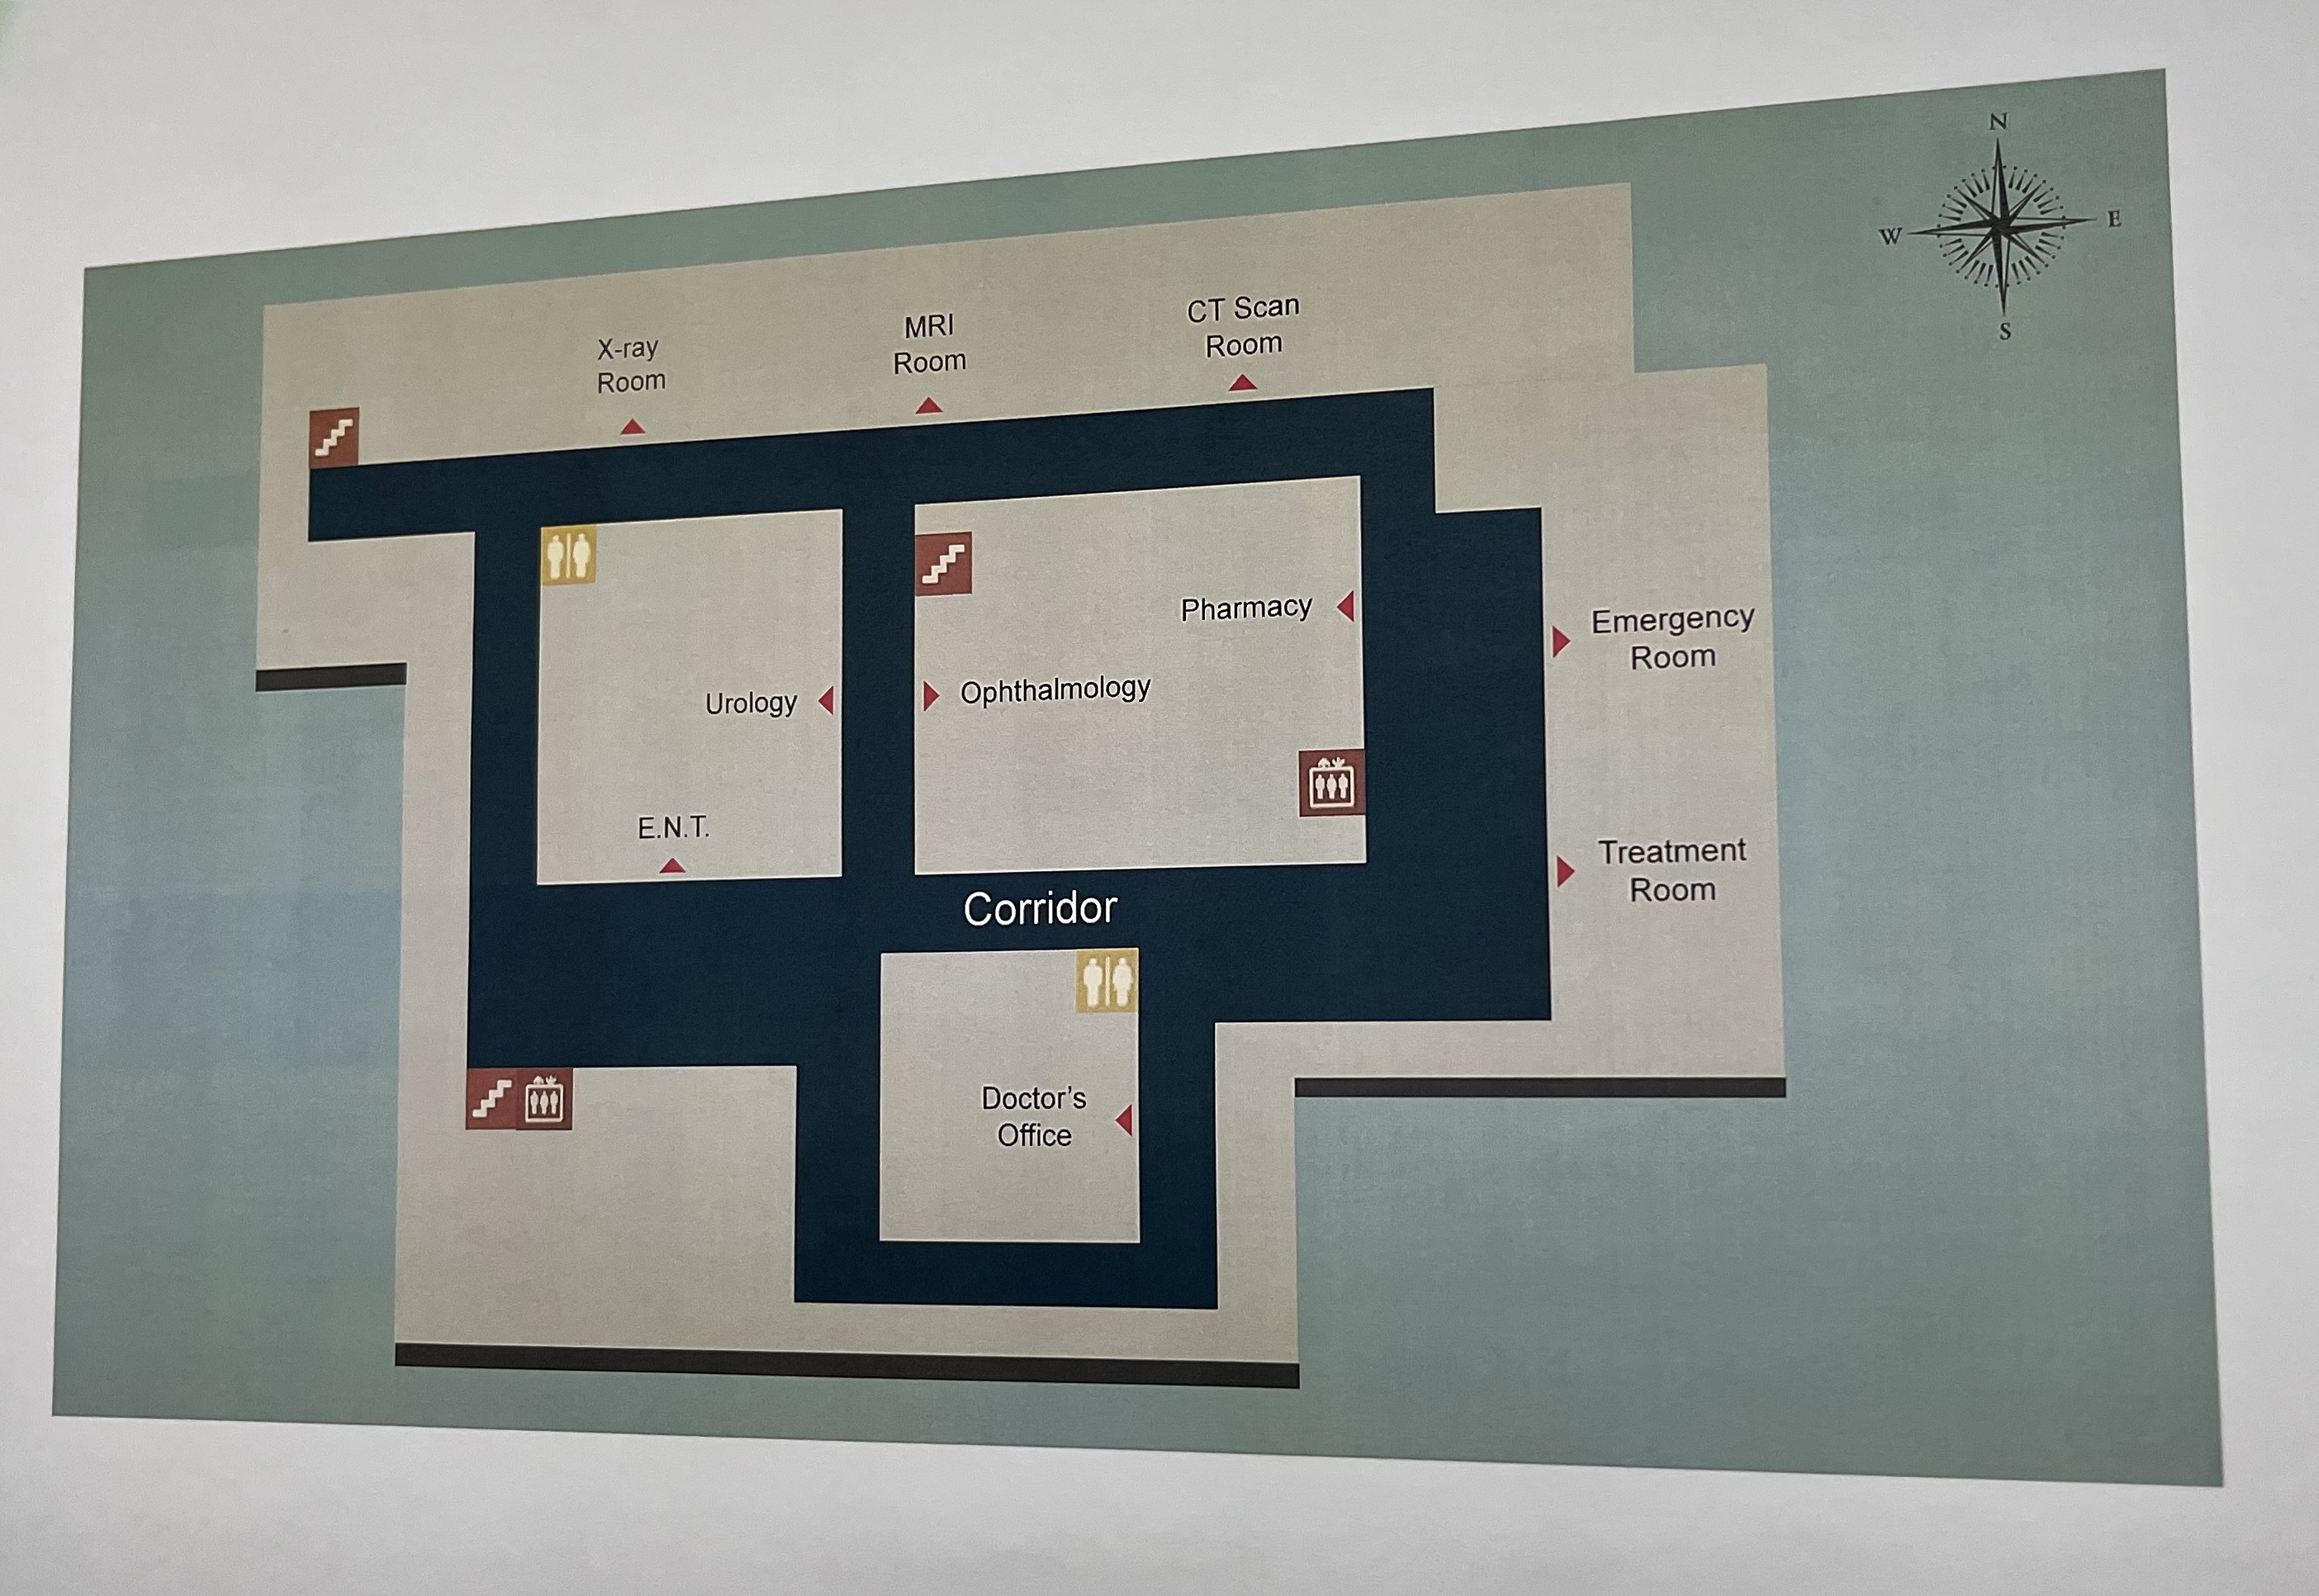 N
W
E
S
X-ray
Room
MRI
Room
CT Scan
Room
Pharmacy
Emergency
Room
Urology
Ophthalmology
E.N.T.
Treatment
Room
Corridor
Doctor’s
Office